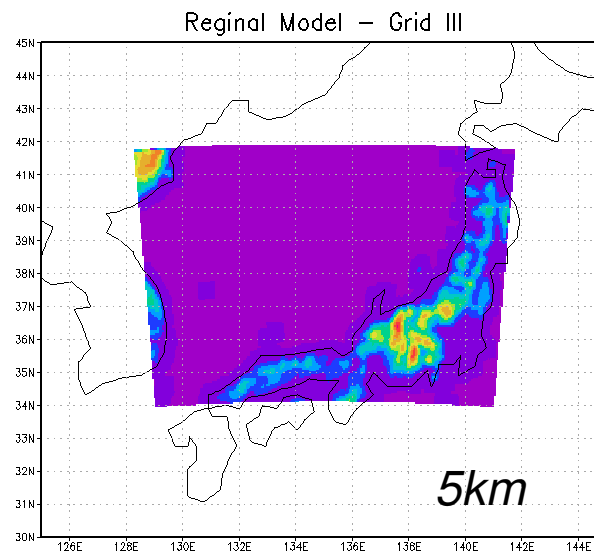 Reginal Model – Grid III
45N
44N
43N
42N
41N
40N
39N
38N
37N
36N
35N
34N
33N
32N
31N
30N
5km
126E 128E 130E 132E 134E 136E 138E 140E 142E 144E